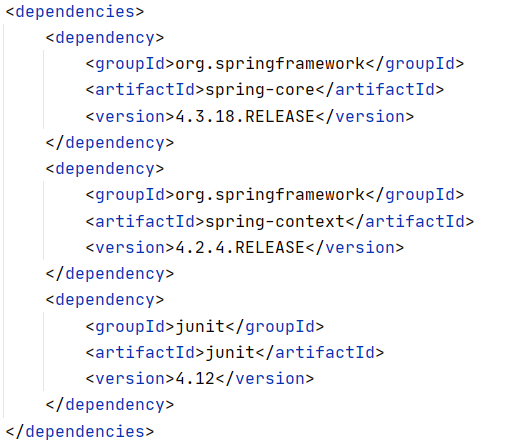 <dependencies>
<dependency>
<groupId>org.springframework</groupId>
<artifactId>spring-core</artifactId>
<version>4.3.18.RELEASE</version>
</dependency>
<dependency>
<groupId>org.springframework</groupId>
<artifactId>spring-context</artifactId>
<version>4.2.4.RELEASE</version>
</dependency>
<dependency>
<groupId>junit</groupId>
<artifactId>junit</artifactId>
<version>4.12</version>
</dependency>
</dependencies>